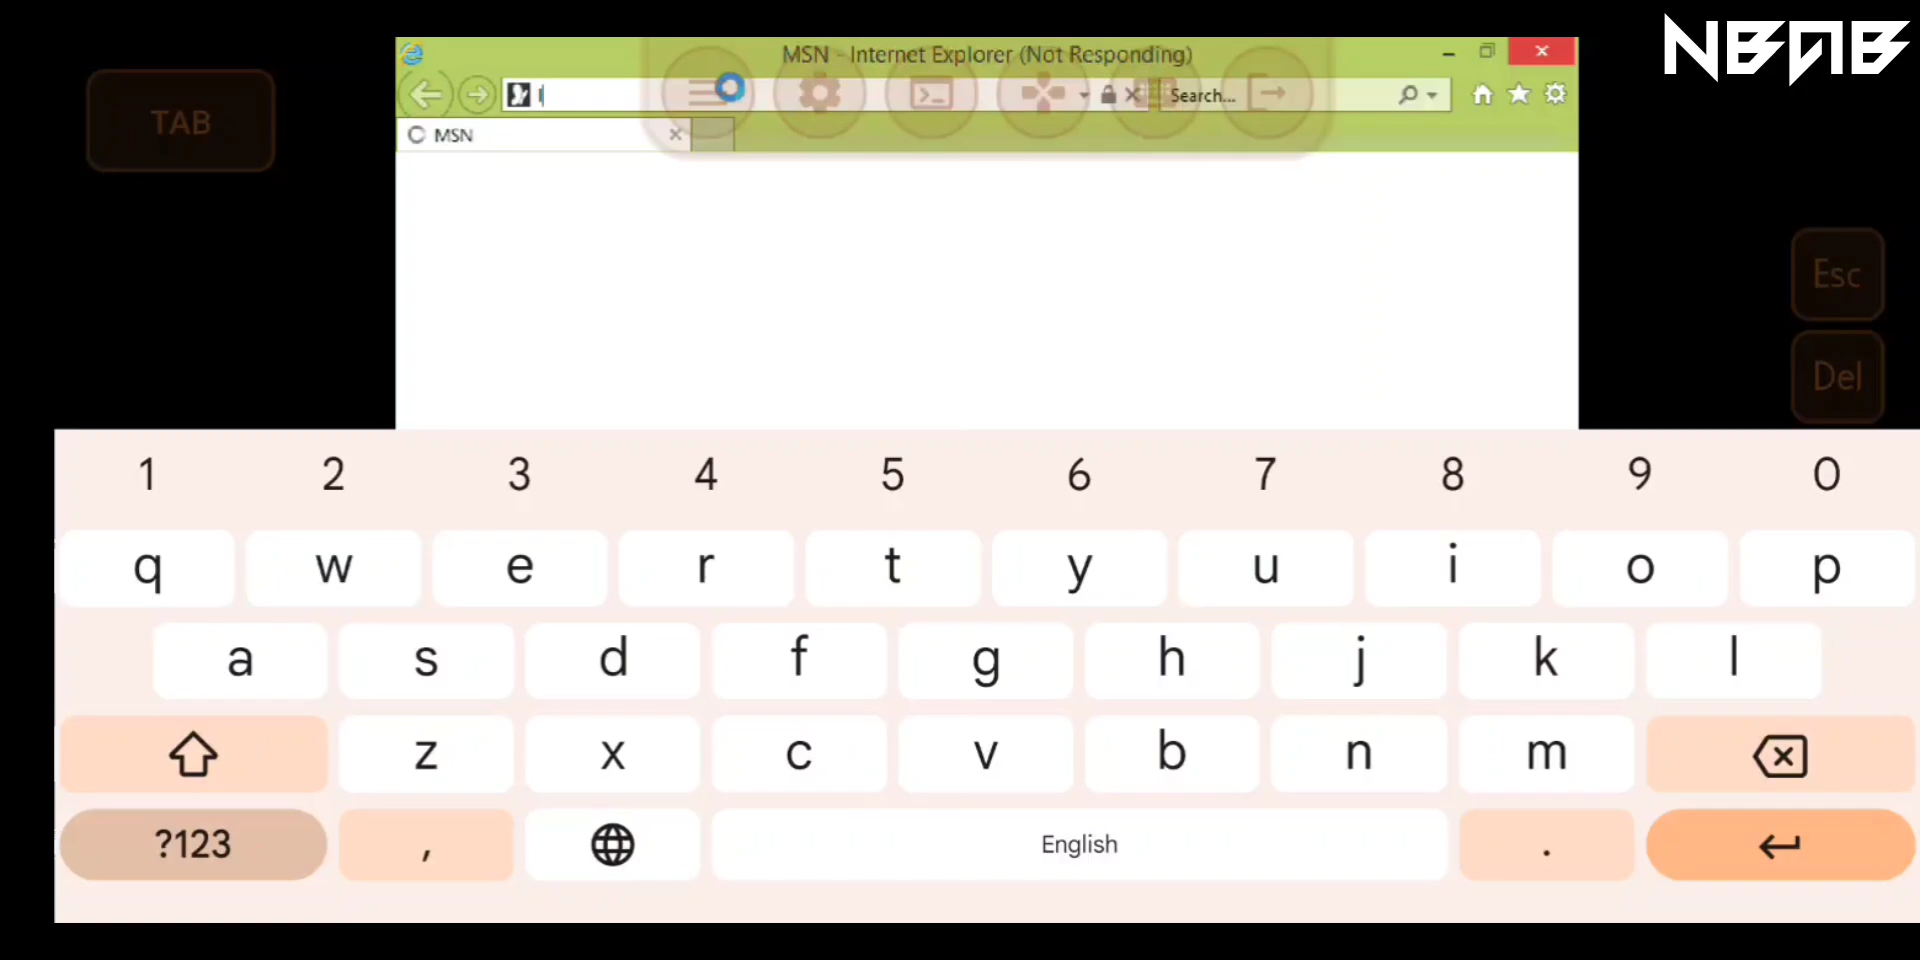 NBAB
MSN - Internet Explorer (Not Responding)
Search...
MSN
TAB
Esc
Del
1 2 3 4 5 6 7 8 9 0
q w e r t y u i o p
a s d f g h j k l
z x c v b n m
?123 , English .